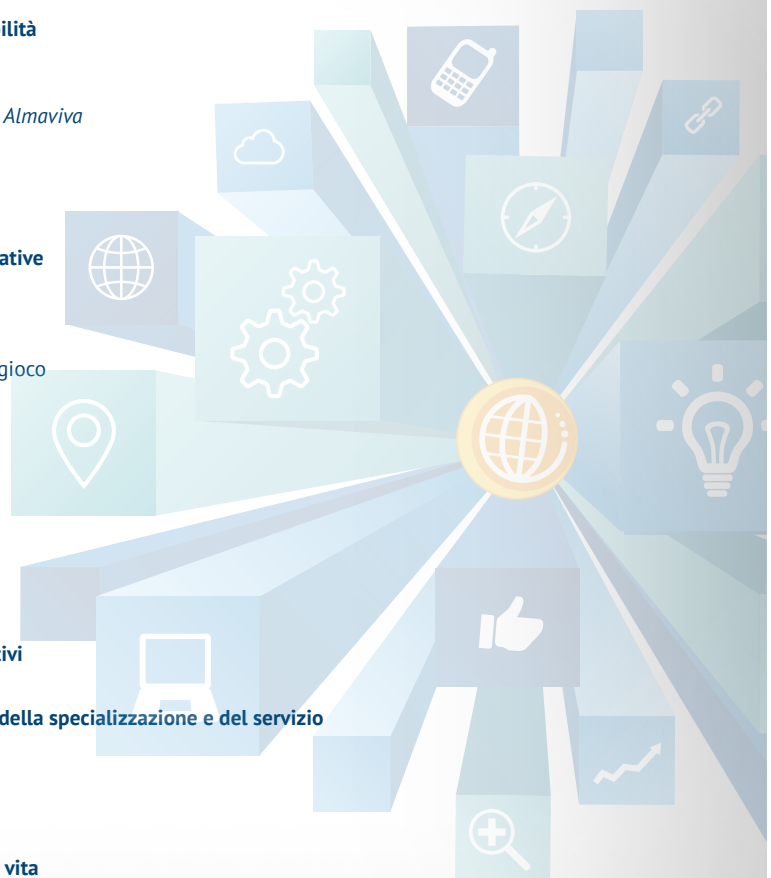 ilità
Almaviva
ative
gioco
tivi
della specializzazione e del servizio
vita